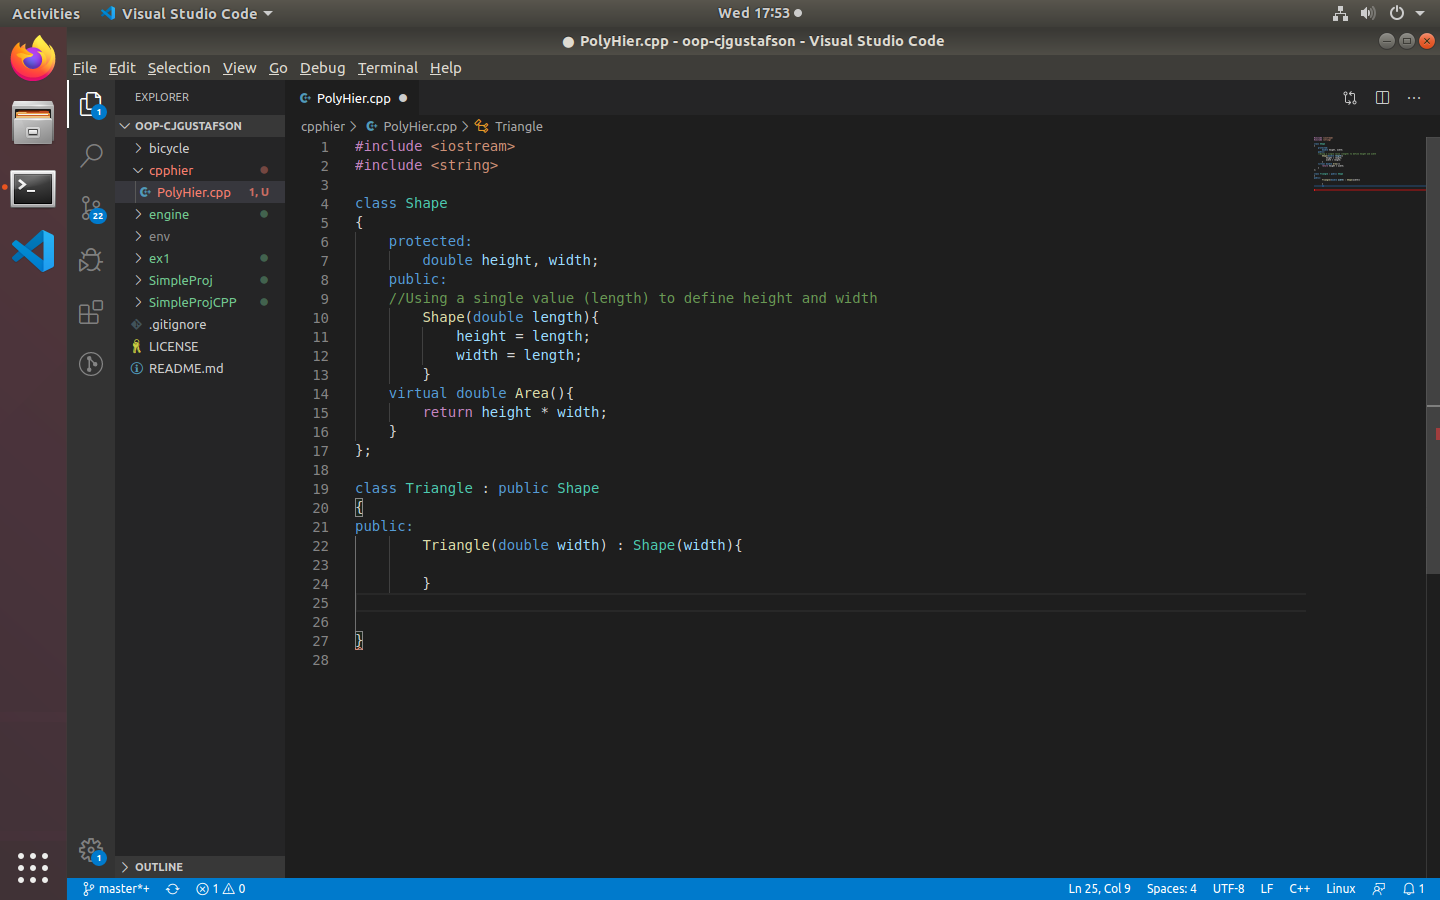 Activities Visual Studio Code Wed 17:53
PolyHier.cpp - oop-cjgustafson - Visual Studio Code
File Edit Selection View Go Debug Terminal Help
EXPLORER
OOP-CJGUSTAFSON
bicycle
cpphier
PolyHier.cpp 1, U
engine
env
ex1
SimpleProj
SimpleProjCPP
.gitignore
LICENSE
README.md
OUTLINE
1
22
1
PolyHier.cpp
cpphier > PolyHier.cpp > Triangle
1 #include <iostream>
2 #include <string>
3
4 class Shape
5 {
6 protected:
7 double height, width;
8 public:
9 //Using a single value (length) to define height and width
10 Shape(double length){
11 height = length;
12 width = length;
13 }
14 virtual double Area(){
15 return height * width;
16 }
17 };
18
19 class Triangle : public Shape
20 {
21 public:
22 Triangle(double width) : Shape(width){
23
24 }
25
26
27 }
28
master*+ 1 0 Ln 25, Col 9 Spaces: 4 UTF-8 LF C++ Linux 1